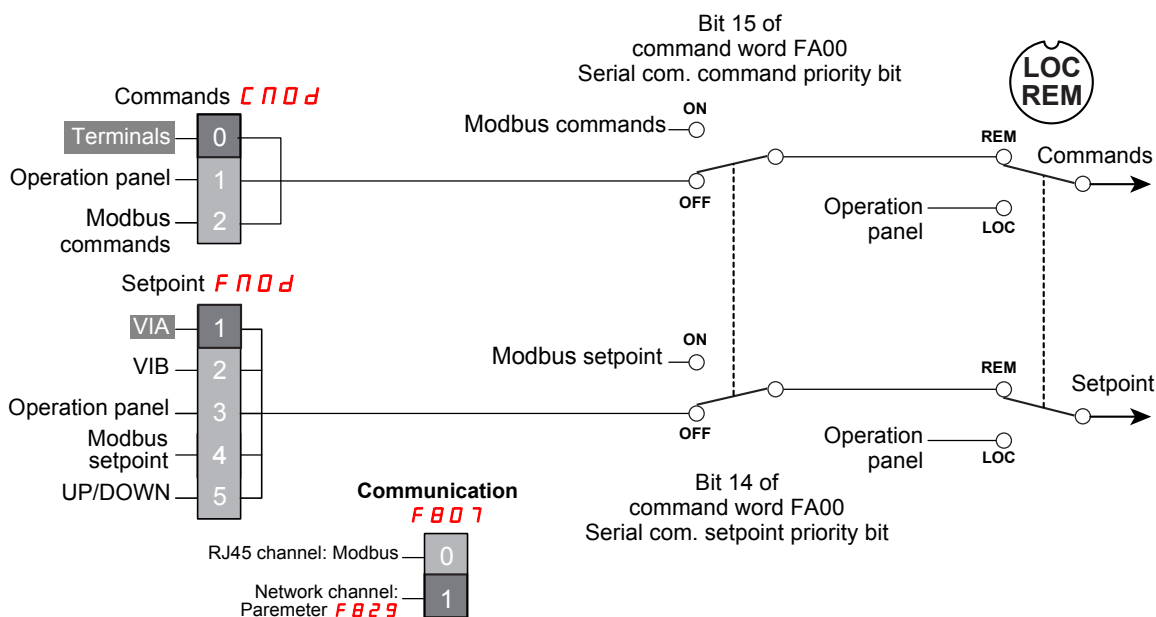 Bit 15 of
command word FA00
Serial com. command priority bit
LOC
REM
Commands CMOd
Terminals
0
Operation panel
1
Modbus
commands
2
Modbus commands
ON
OFF
REM
Commands
Operation
panel
LOC
Setpoint FMOd
VIA
1
VIB
2
Operation panel
3
Modbus
setpoint
4
UP/DOWN
5
Modbus setpoint
ON
OFF
REM
Setpoint
Operation
panel
LOC
Bit 14 of
command word FA00
Serial com. setpoint priority bit
Communication
F807
RJ45 channel: Modbus
0
Network channel:
Paremeter F829
1